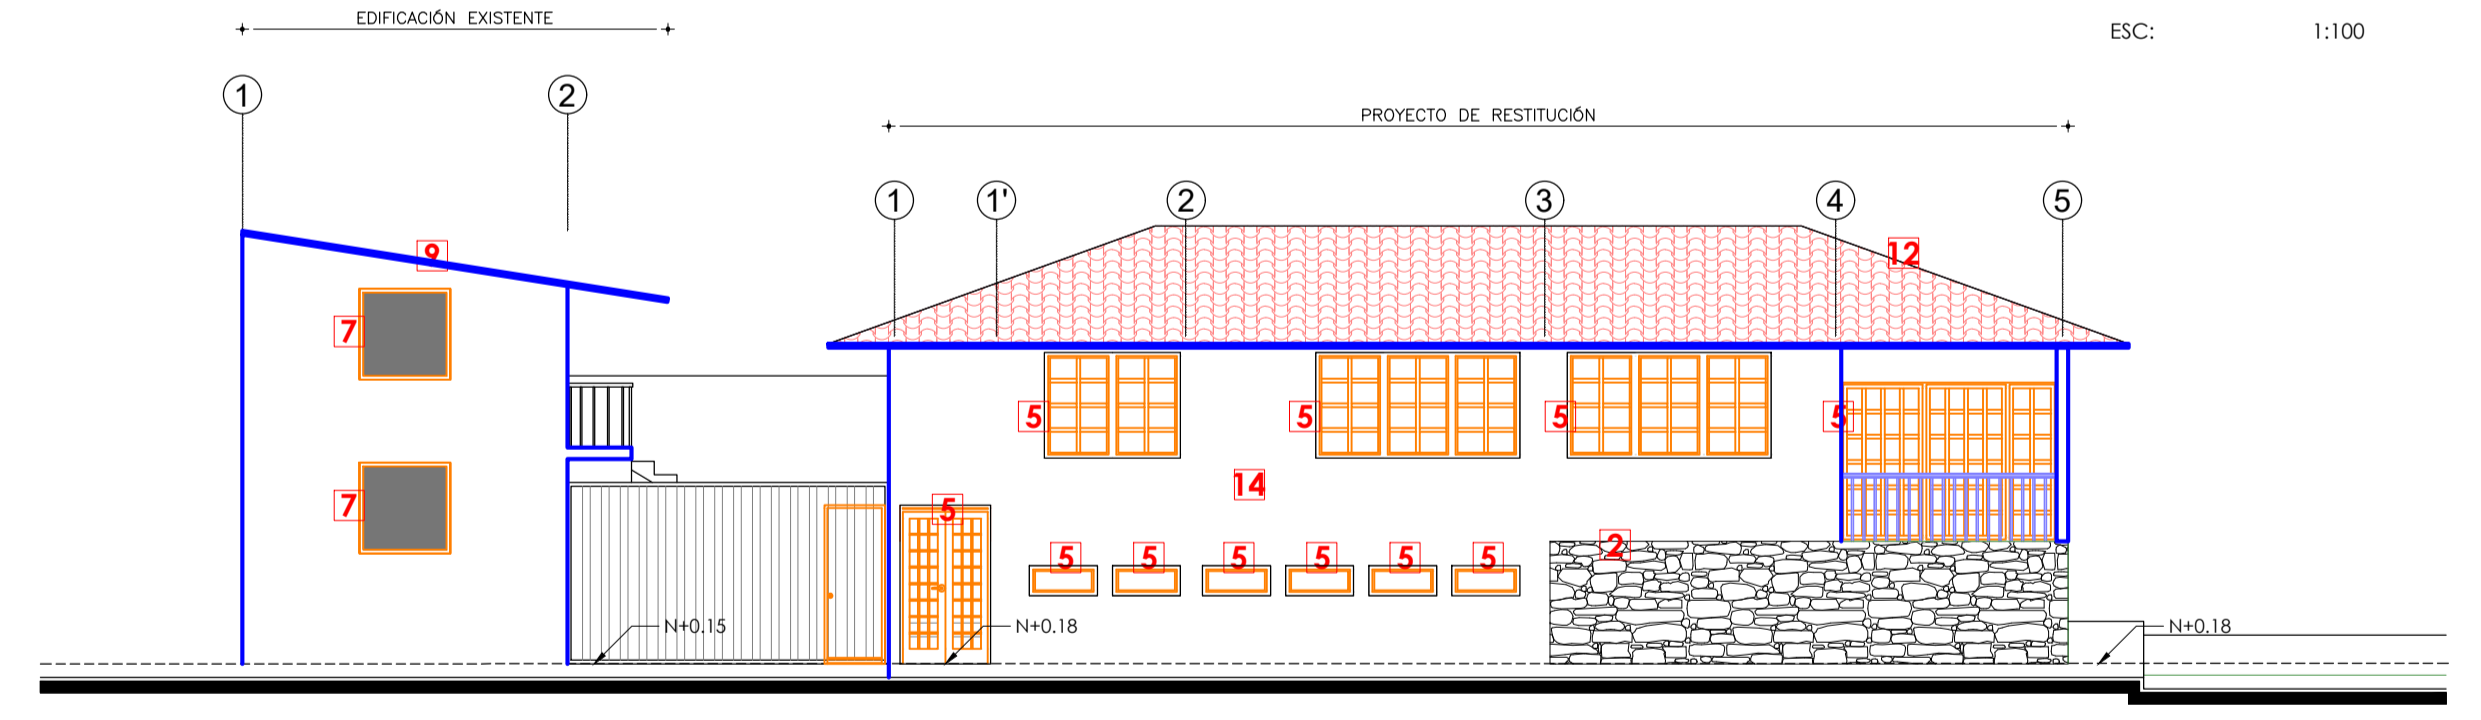 EDIFICACIÓN EXISTENTE
ESC: 1:100
1 2
PROYECTO DE RESTITUCIÓN
1 1' 2 3 4 5
9
12
7
5 5 5 5
14
7
5
2
5 5 5 5 5 5
N+0.15
N+0.18
N+0.18